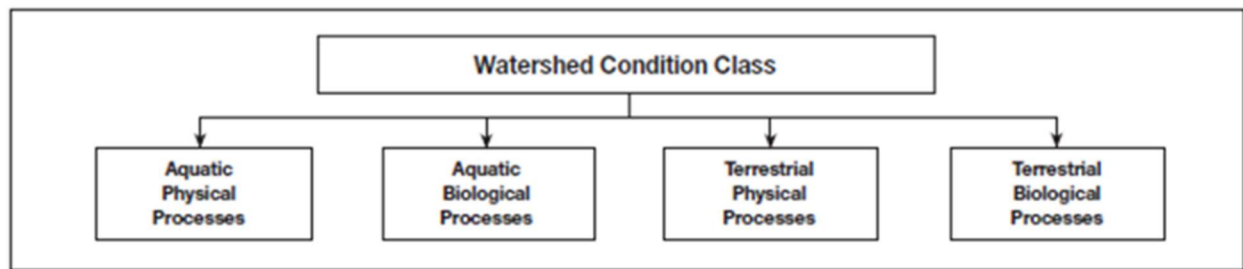 Watershed Condition Class
Aquatic
Physical
Processes
Aquatic
Biological
Processes
Terrestrial
Physical
Processes
Terrestrial
Biological
Processes